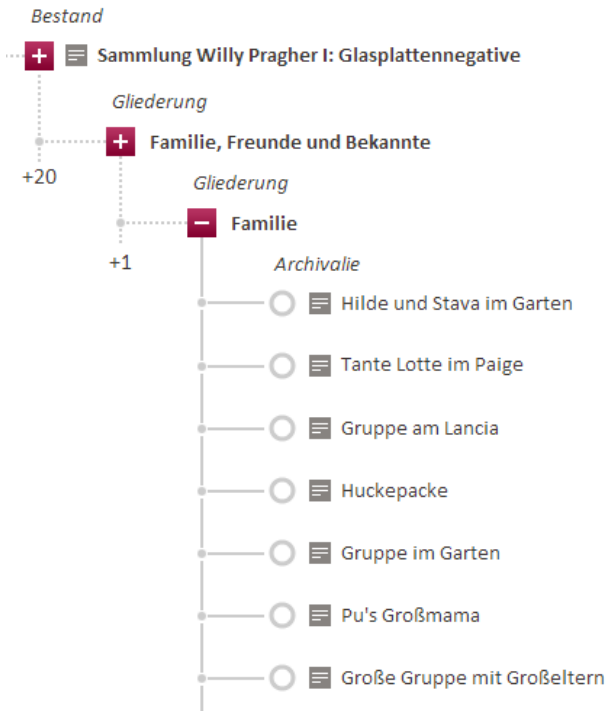 Bestand
Sammlung Willy Pragher I: Glasplattennegative
Gliederung
Familie, Freunde und Bekannte
+20
Gliederung
Familie
+1
Archivalie
Hilde und Stava im Garten
Tante Lotte im Paige
Gruppe am Lancia
Huckepacke
Gruppe im Garten
Pu's Großmama
Große Gruppe mit Großeltern